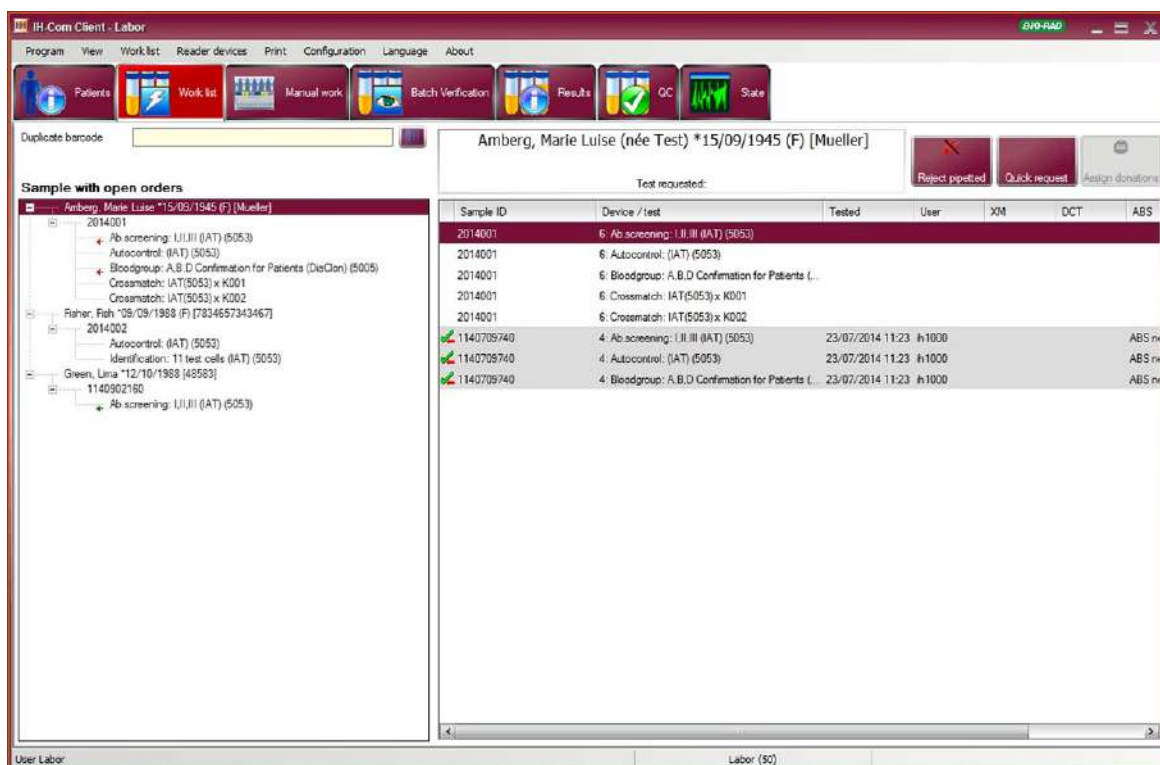 IH-Com Client - Labor
BIO-RAD
Program View Work list Reader devices Print Configuration Language About
Patients Work list Manual work Batch Verification Results QC State
Duplicate barcode
Amberg, Marie Luise (née Test) *15/09/1945 (F) [Mueller]
Test requested:
Reject pipetted Quick request Assign donations
Sample with open orders
Amberg, Marie Luise *15/09/1945 (F) [Mueller]
2014001
Ab.screening: I,II,III (IAT) (5053)
Autocontrol: (IAT) (5053)
Bloodgroup: A,B,D Confirmation for Patients (DiaClon) (5005)
Crossmatch: IAT(5053) x K001
Crossmatch: IAT(5053) x K002
Fisher, Fish *09/09/1988 (F) [7834657343467]
2014002
Autocontrol: (IAT) (5053)
Identification: 11 test cells (IAT) (5053)
Green, Lima *12/10/1988 [48583]
1140902160
Ab.screening: I,II,III (IAT) (5053)
Sample ID Device / test Tested User XM DCT ABS
2014001 6: Ab.screening: I,II,III (IAT) (5053)
2014001 6: Autocontrol: (IAT) (5053)
2014001 6: Bloodgroup: A,B,D Confirmation for Patients (...
2014001 6: Crossmatch: IAT(5053) x K001
2014001 6: Crossmatch: IAT(5053) x K002
1140709740 4: Ab.screening: I,II,III (IAT) (5053) 23/07/2014 11:23 ih1000 ABS ne
1140709740 4: Autocontrol: (IAT) (5053) 23/07/2014 11:23 ih1000 ABS ne
1140709740 4: Bloodgroup: A,B,D Confirmation for Patients (... 23/07/2014 11:23 ih1000 ABS ne
User Labor Labor (50)